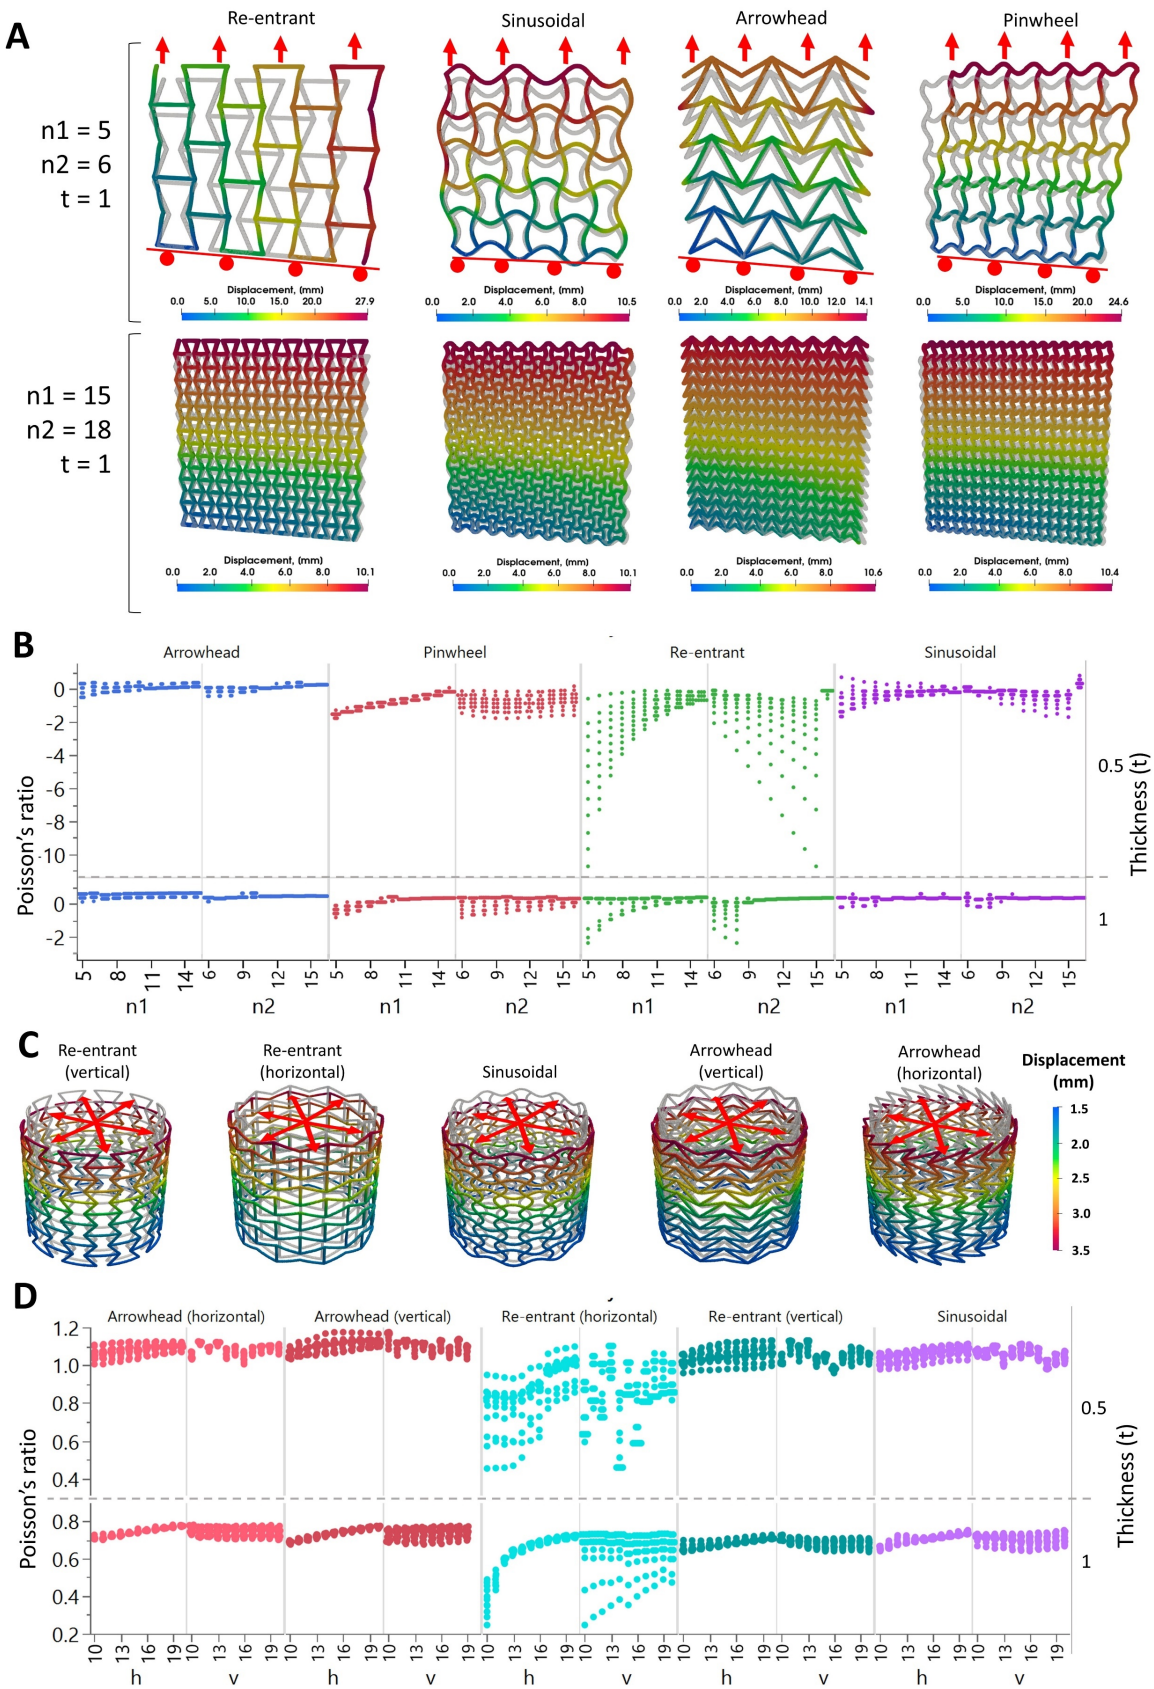 A
Re-entrant Sinusoidal Arrowhead Pinwheel
n1 = 5
n2 = 6
t = 1
Displacement, (mm) Displacement, (mm) Displacement, (mm) Displacement, (mm)
0.0 5.0 10.0 15.0 20.0 27.9 0.0 2.0 4.0 6.0 8.0 10.5 0.0 2.0 4.0 6.0 8.0 10.0 12.0 14.1 0.0 5.0 10.0 15.0 20.0 24.6
n1 = 15
n2 = 18
t = 1
Displacement, (mm) Displacement, (mm) Displacement, (mm) Displacement, (mm)
0.0 2.0 4.0 6.0 8.0 10.1 0.0 2.0 4.0 6.0 8.0 10.1 0.0 2.0 4.0 6.0 8.0 10.6 0.0 2.0 4.0 6.0 8.0 10.4
B
Arrowhead Pinwheel Re-entrant Sinusoidal
Poisson's ratio
0
-2
-4
-6
-8
-10
0
-2
0.5
1
Thickness (t)
5 8 11 14 6 9 12 15 5 8 11 14 6 9 12 15 5 8 11 14 6 9 12 15 5 8 11 14 6 9 12 15
n1 n2 n1 n2 n1 n2 n1 n2
C
Re-entrant
(vertical)
Re-entrant
(horizontal)
Sinusoidal
Arrowhead
(vertical)
Arrowhead
(horizontal)
Displacement
(mm)
1.5
2.0
2.5
3.0
3.5
D
Arrowhead (horizontal) Arrowhead (vertical) Re-entrant (horizontal) Re-entrant (vertical) Sinusoidal
Poisson's ratio
1.2
1.0
0.8
0.6
0.4
0.8
0.6
0.4
0.2
0.5
1
Thickness (t)
10 13 16 19 10 13 16 19 10 13 16 19 10 13 16 19 10 13 16 19 10 13 16 19 10 13 16 19 10 13 16 19 10 13 16 19 10 13 16 19
h v h v h v h v h v